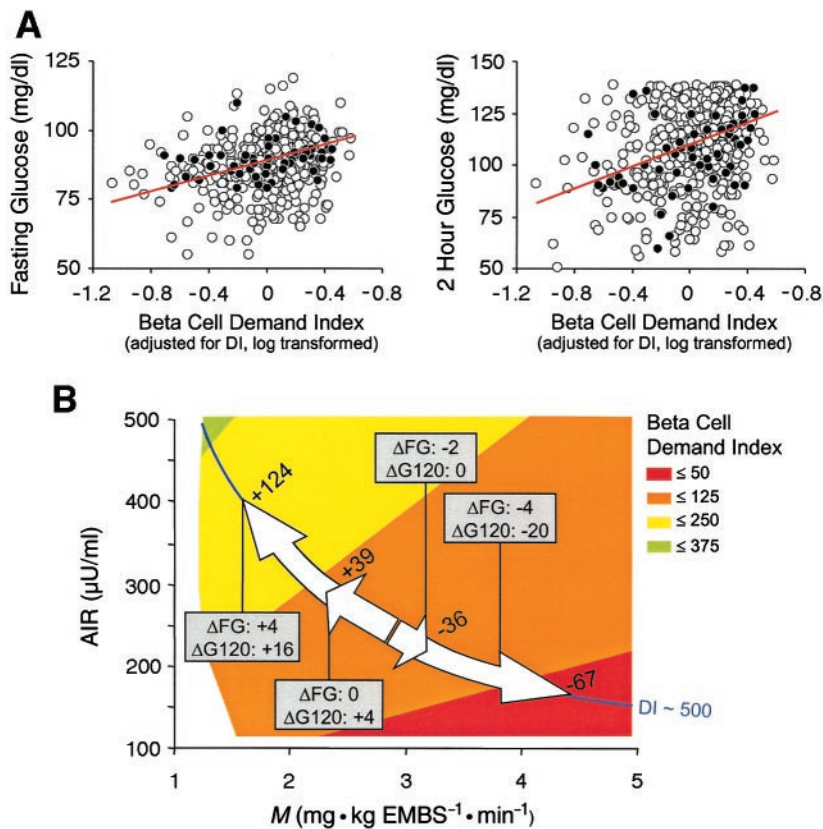 A
Fasting Glucose (mg/dl)
125
100
75
50
-1.2 -0.8 -0.4 0 -0.4 -0.8
Beta Cell Demand Index
(adjusted for DI, log transformed)
2 Hour Glucose (mg/dl)
150
125
100
75
50
-1.2 -0.8 -0.4 0 -0.4 -0.8
Beta Cell Demand Index
(adjusted for DI, log transformed)
B
AIR (µU/ml)
500
400
300
200
100
1 2 3 4 5
M (mg•kg EMBS⁻¹•min⁻¹)
+124
+39
-36
-67
ΔFG: -2
ΔG120: 0
ΔFG: -4
ΔG120: -20
ΔFG: +4
ΔG120: +16
ΔFG: 0
ΔG120: +4
DI ~ 500
Beta Cell
Demand Index
≤ 50
≤ 125
≤ 250
≤ 375